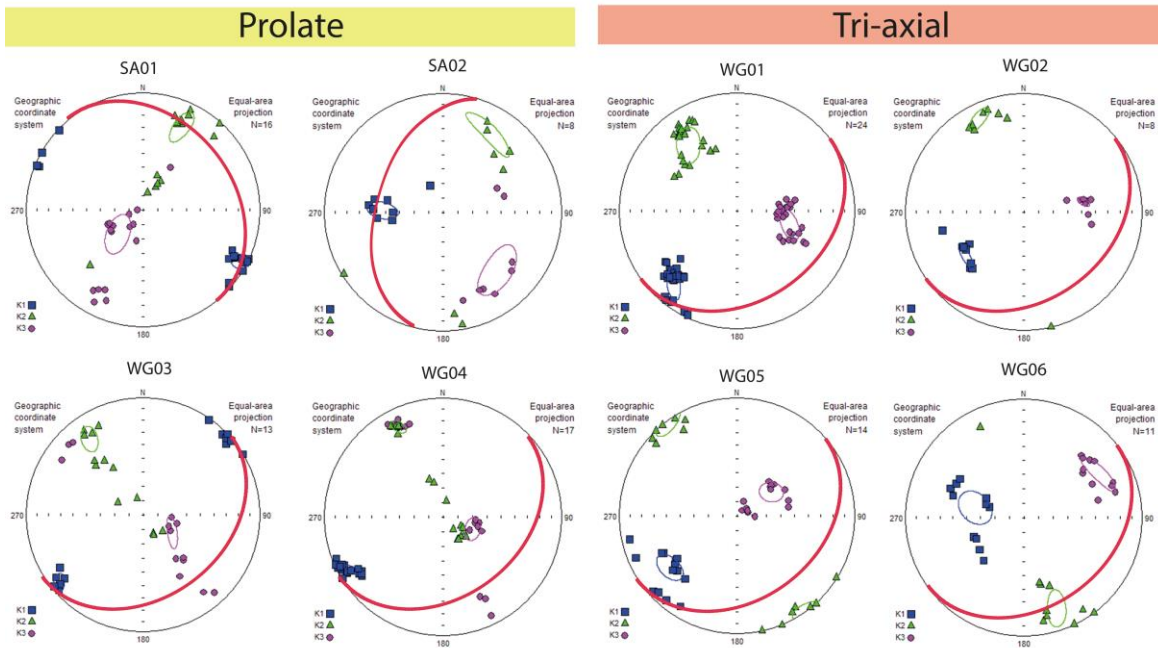 Prolate
Tri-axial
SA01
Geographic coordinate system
N
Equal-area projection
N=16
270
90
180
K1
K2
K3
SA02
Geographic coordinate system
N
Equal-area projection
N=8
270
90
180
K1
K2
K3
WG01
Geographic coordinate system
N
Equal-area projection
N=24
270
90
180
K1
K2
K3
WG02
Geographic coordinate system
N
Equal-area projection
N=8
270
90
180
K1
K2
K3
WG03
Geographic coordinate system
N
Equal-area projection
N=13
270
90
180
K1
K2
K3
WG04
Geographic coordinate system
N
Equal-area projection
N=17
270
90
180
K1
K2
K3
WG05
Geographic coordinate system
N
Equal-area projection
N=14
270
90
180
K1
K2
K3
WG06
Geographic coordinate system
N
Equal-area projection
N=11
270
90
180
K1
K2
K3